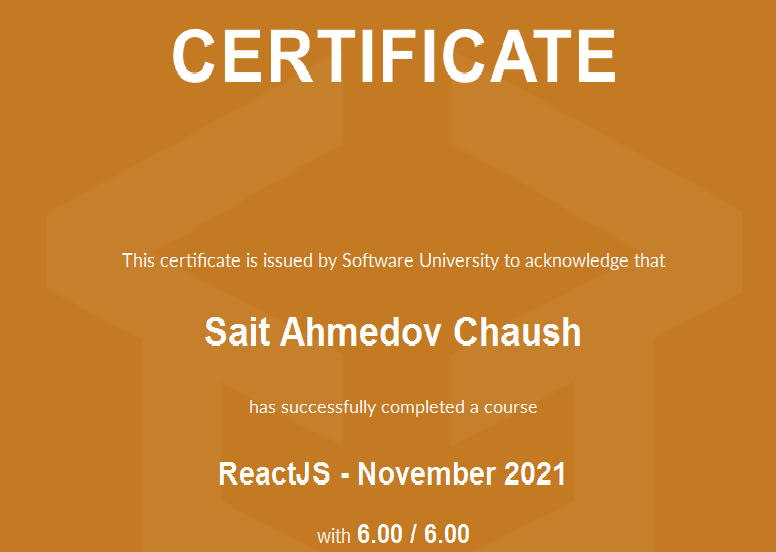 CERTIFICATE
This certificate is issued by Software University to acknowledge that
Sait Ahmedov Chaush
has successfully completed a course
ReactJS - November 2021
with 6.00 / 6.00